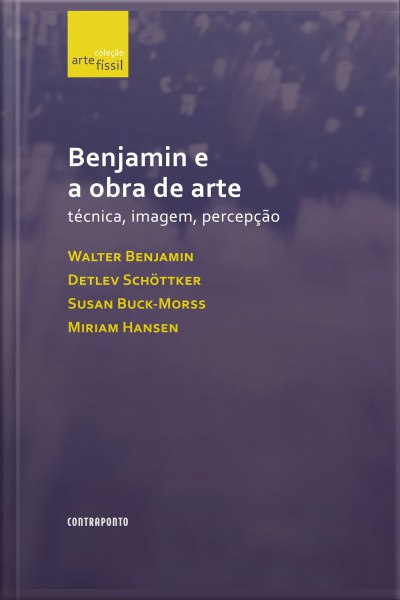 coleção
arte físsil
Benjamin e
a obra de arte
técnica, imagem, percepção
WALTER BENJAMIN
DETLEV SCHÖTTKER
SUSAN BUCK-MORSS
MIRIAM HANSEN
CONTRAPONTO